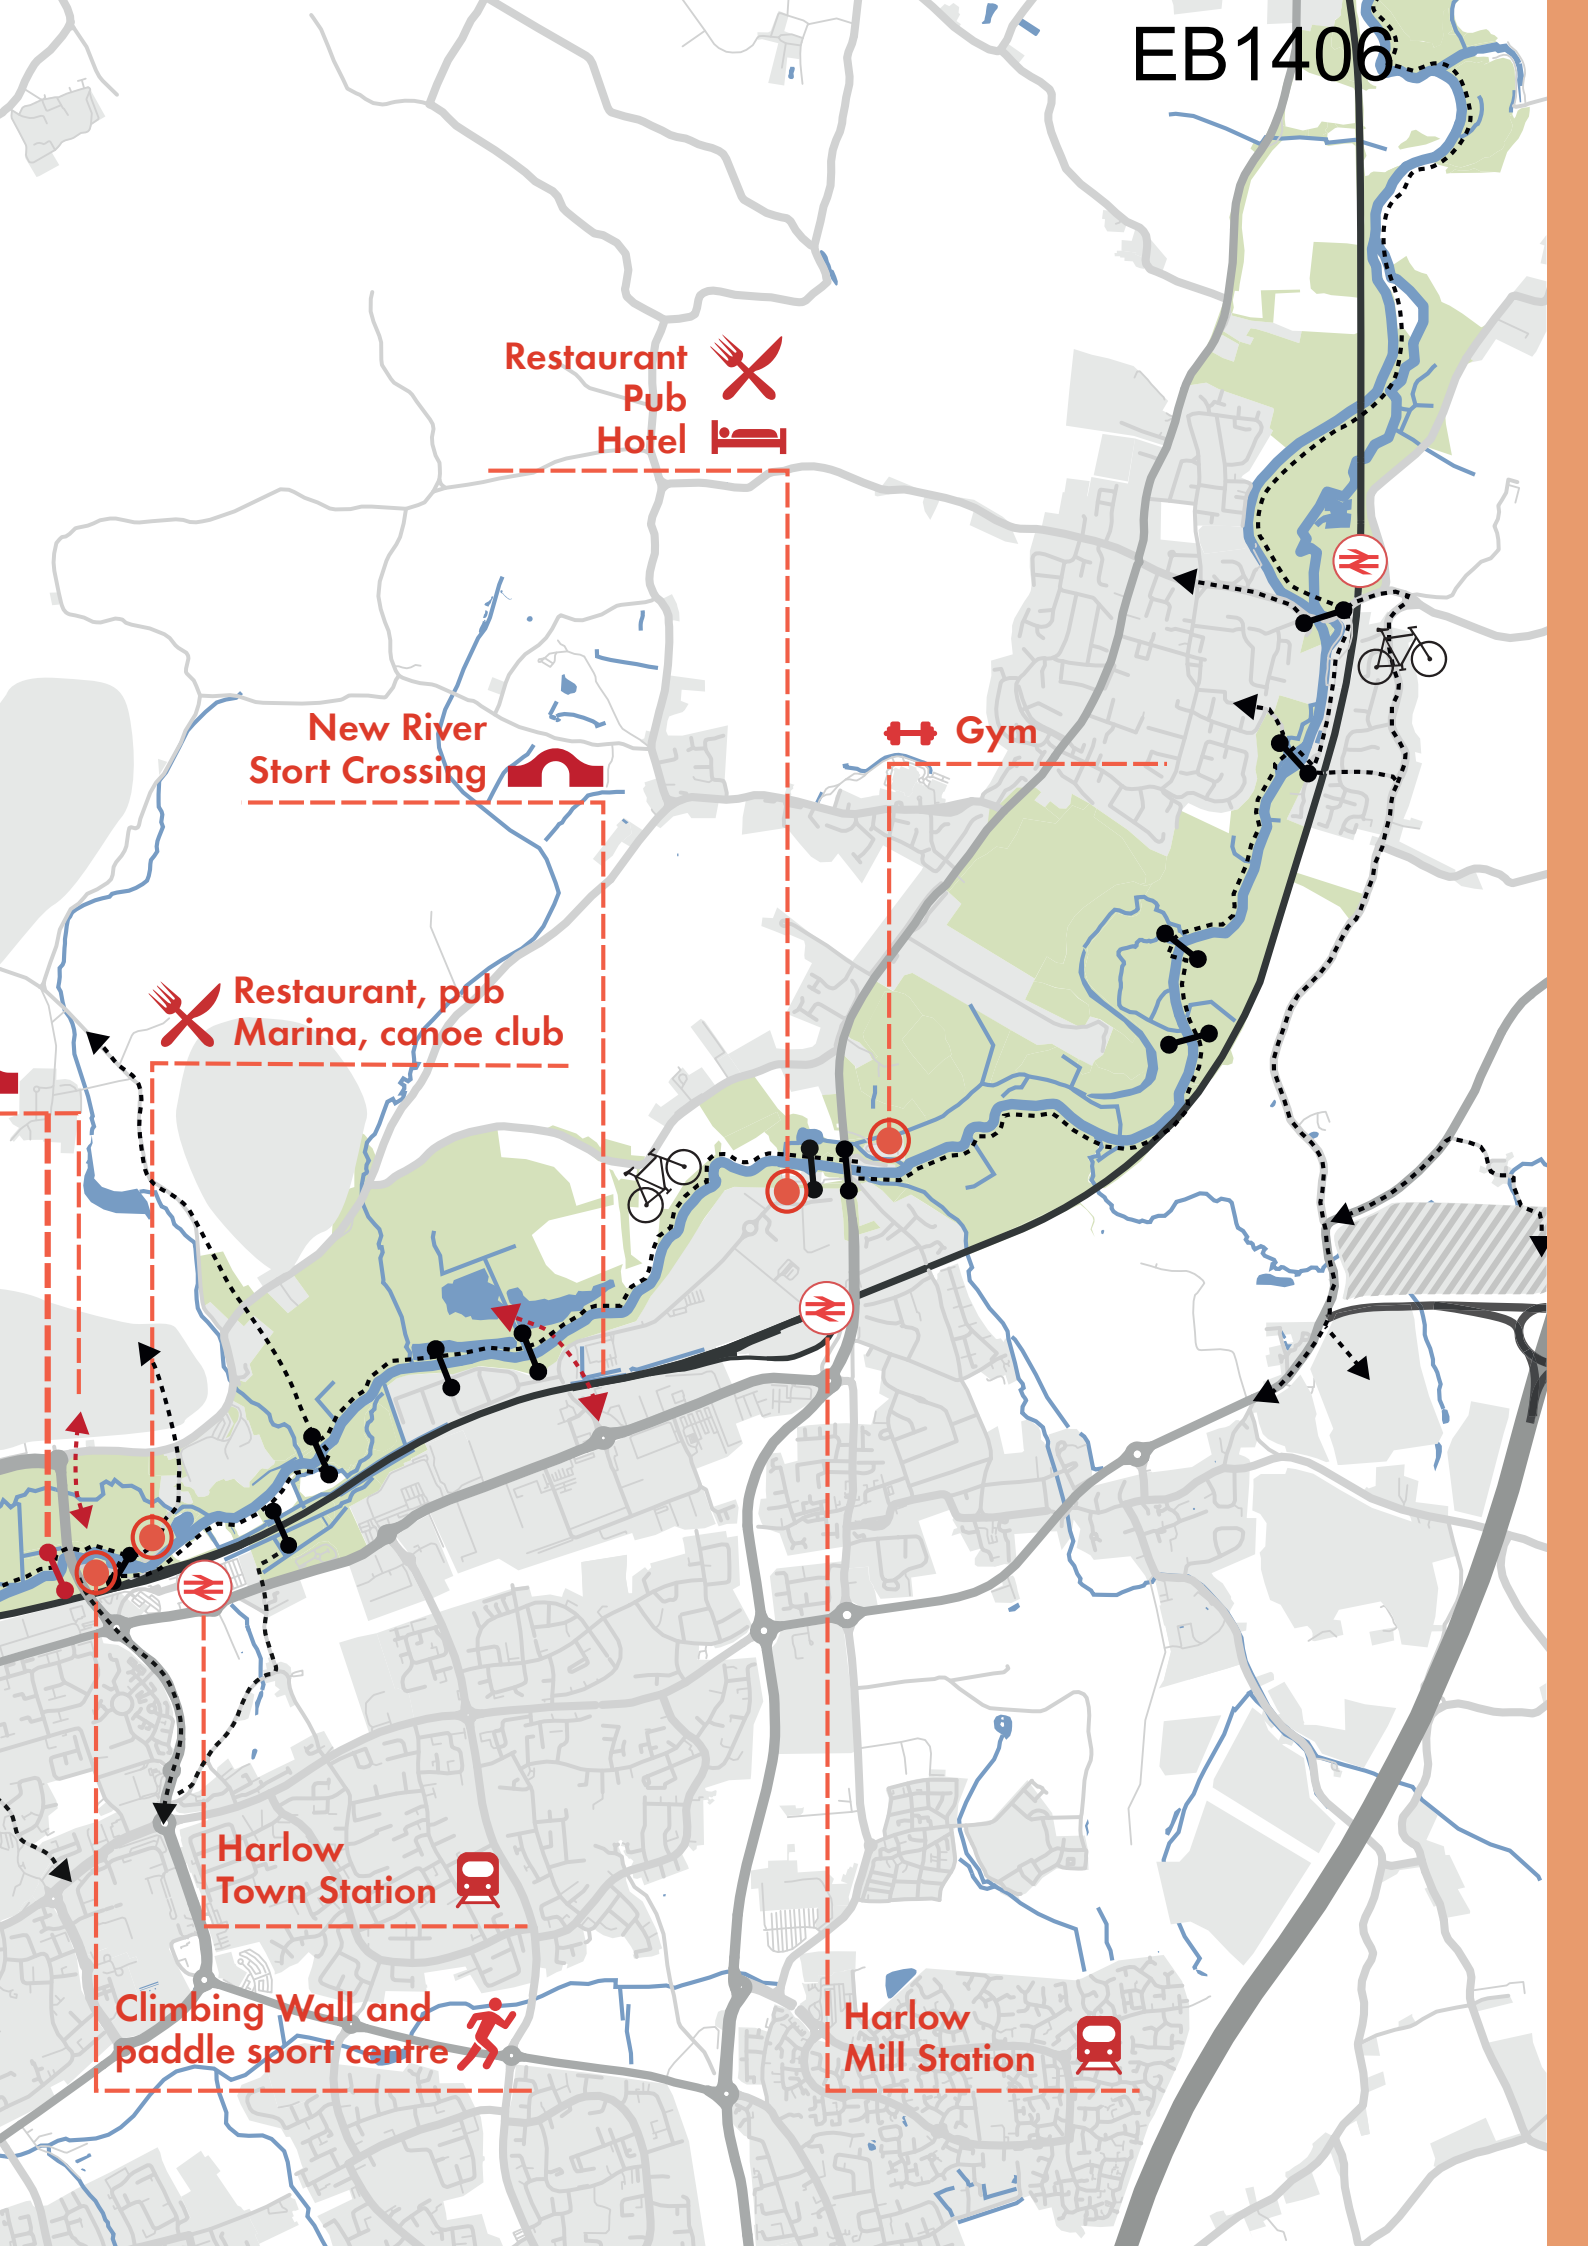 EB1406
Restaurant
Pub
Hotel
New River
Stort Crossing
Gym
Restaurant, pub
Marina, canoe club
Harlow
Town Station
Climbing Wall and
paddle sport centre
Harlow
Mill Station